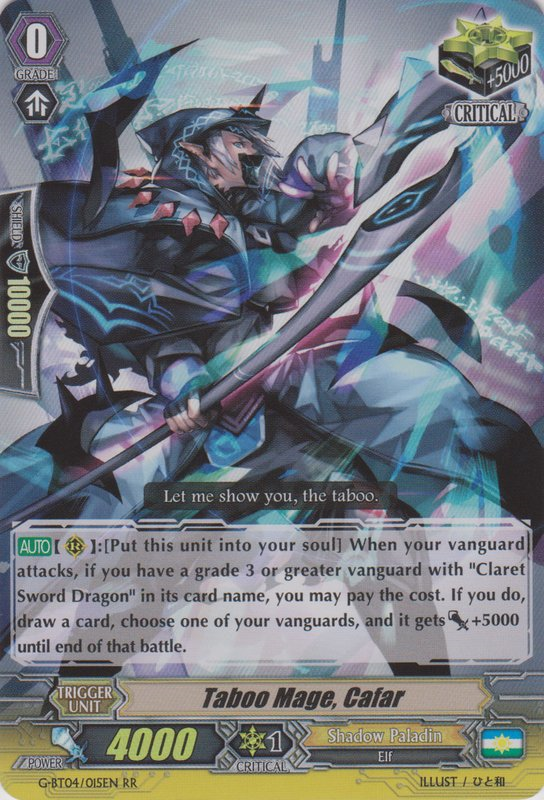 0
GRADE
+5000
CRITICAL
SHIELD
10000
Let me show you, the taboo.
AUTO [ R ]:[Put this unit into your soul] When your vanguard
attacks, if you have a grade 3 or greater vanguard with "Claret
Sword Dragon" in its card name, you may pay the cost. If you do,
draw a card, choose one of your vanguards, and it gets +5000
until end of that battle.
TRIGGER
UNIT
Taboo Mage, Cafar
POWER
4000
1
CRITICAL
Shadow Paladin
Elf
G-BT04/015EN RR
ILLUST / ひと和